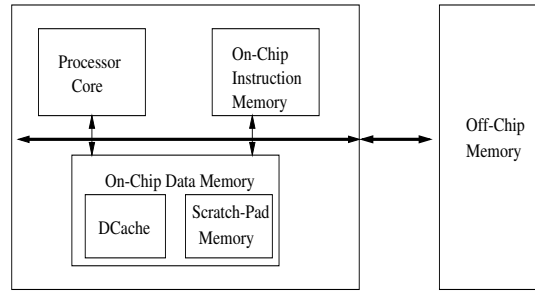 Processor
Core
On-Chip
Instruction
Memory
Off-Chip
Memory
On-Chip Data Memory
DCache
Scratch-Pad
Memory